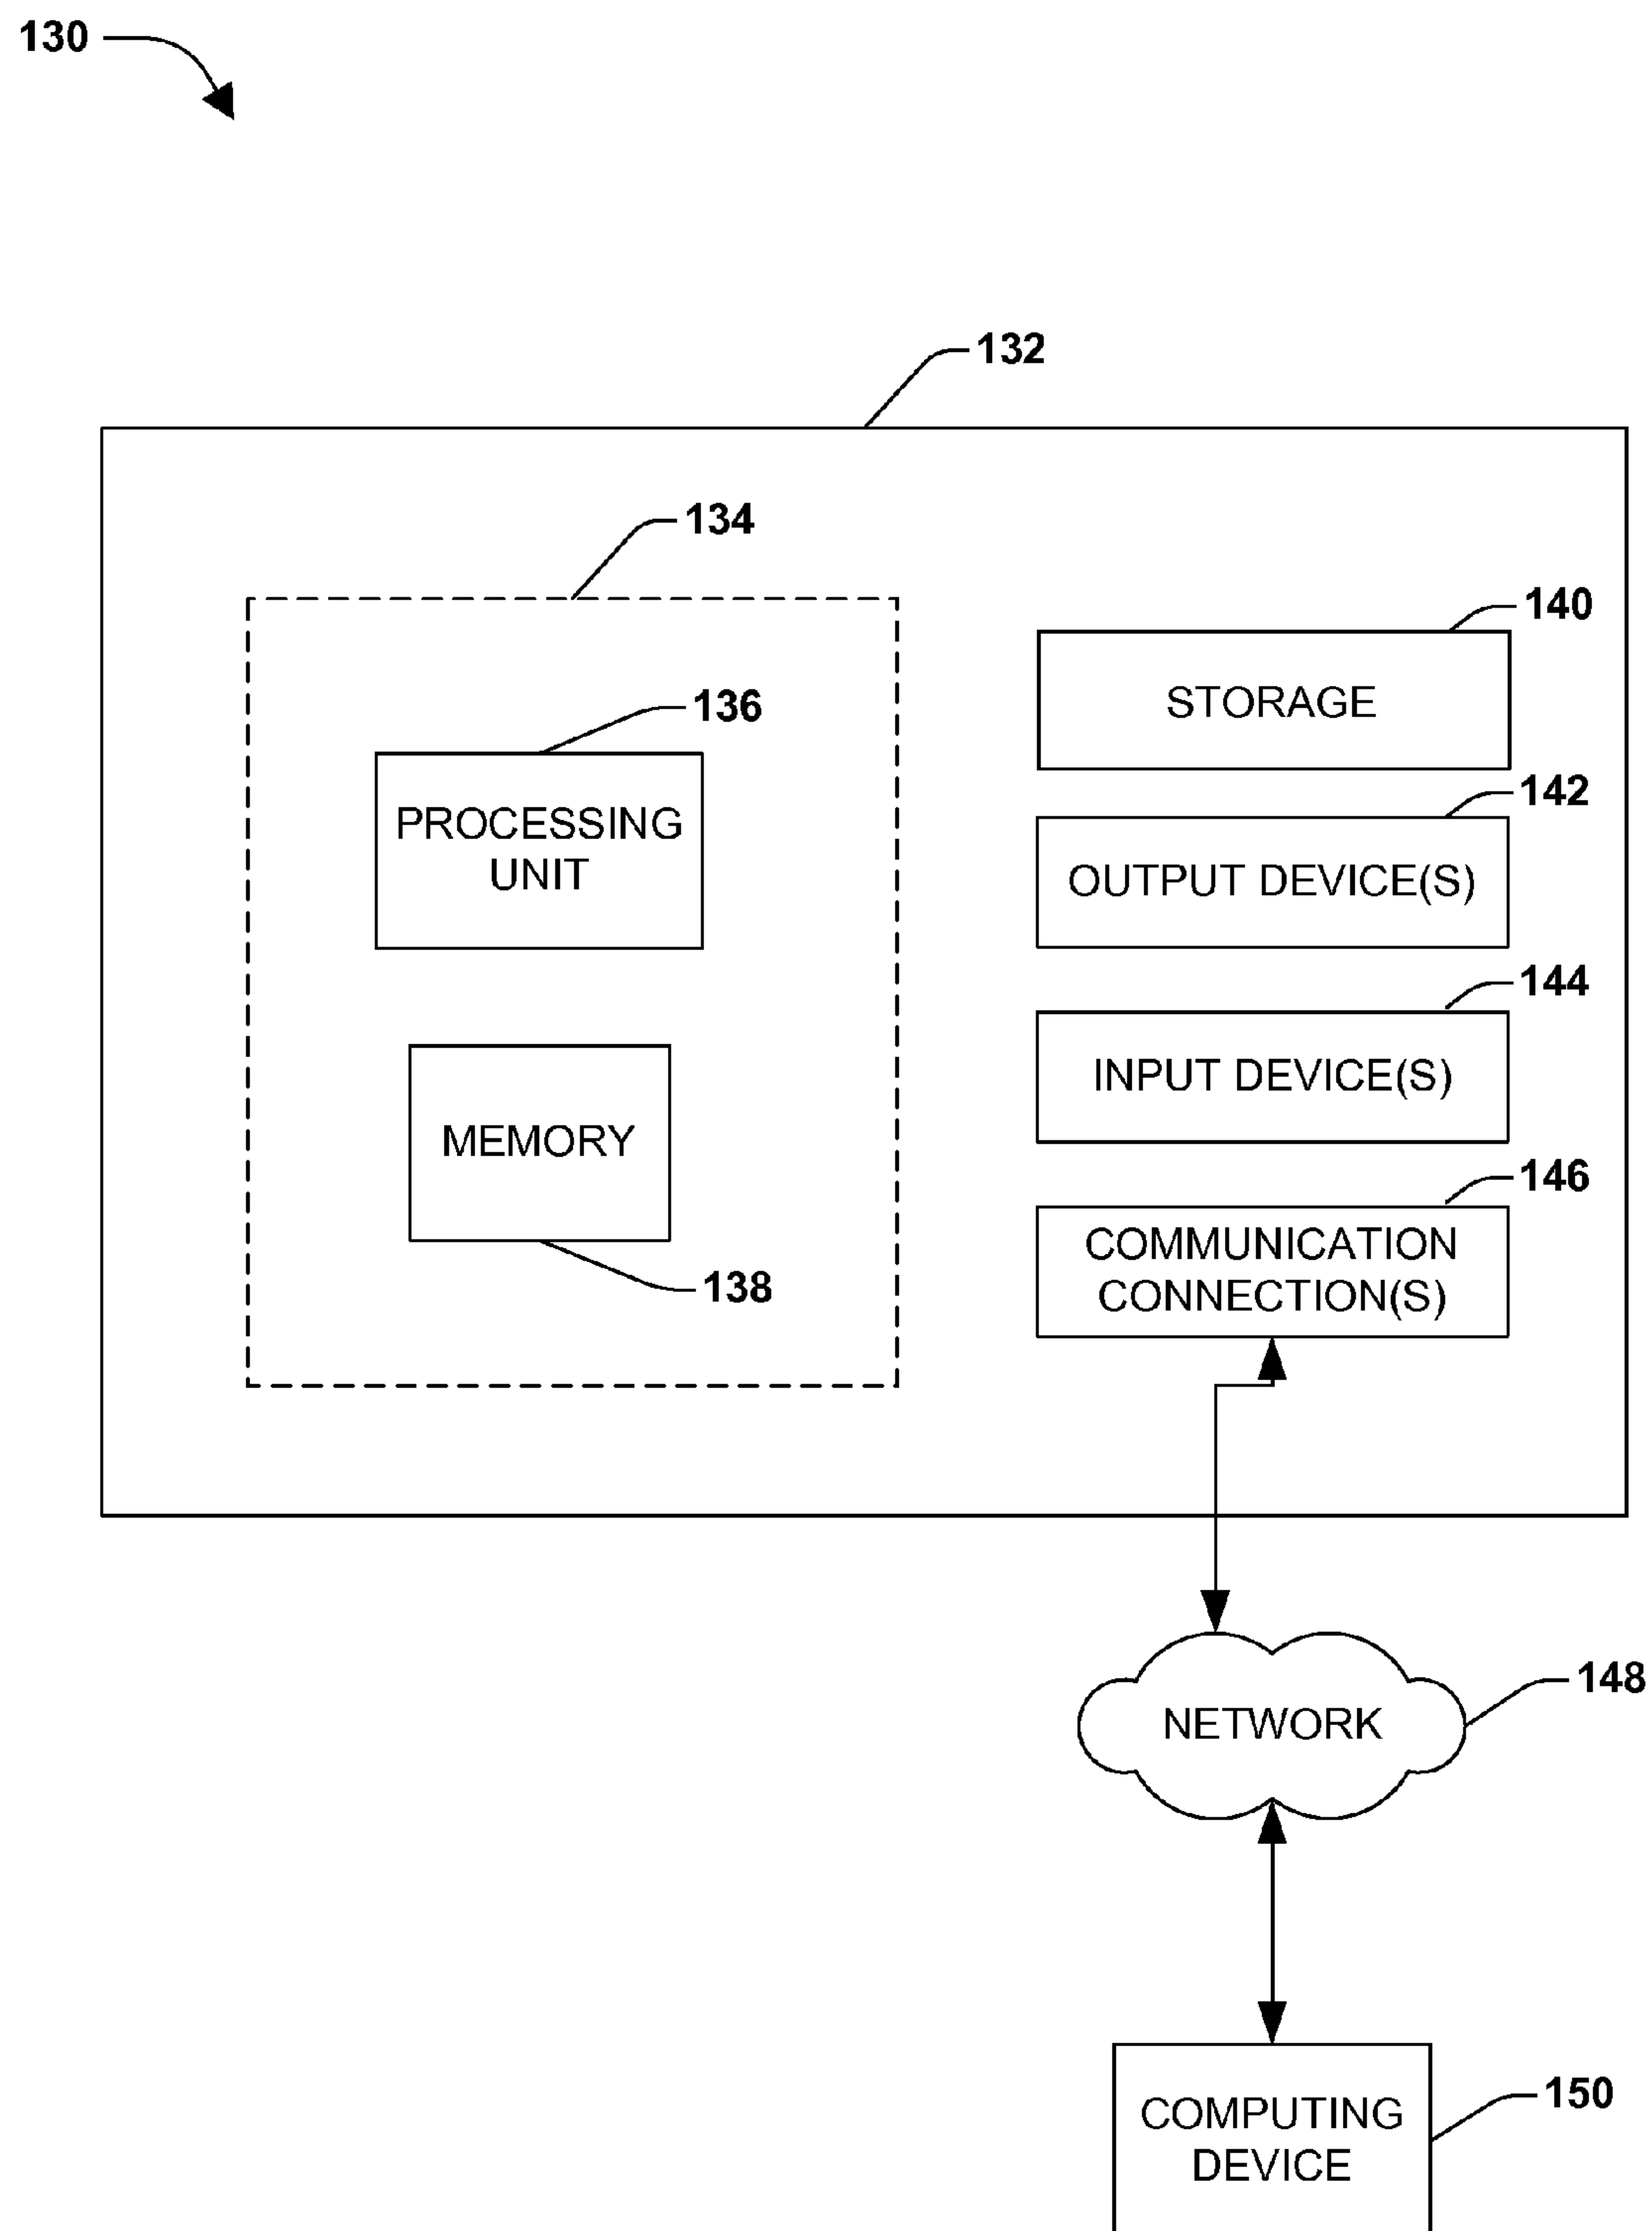 130
132
134
140
136
STORAGE
142
PROCESSING
UNIT
OUTPUT DEVICE(S)
144
INPUT DEVICE(S)
MEMORY
146
COMMUNICATION
CONNECTION(S)
138
148
NETWORK
150
COMPUTING
DEVICE